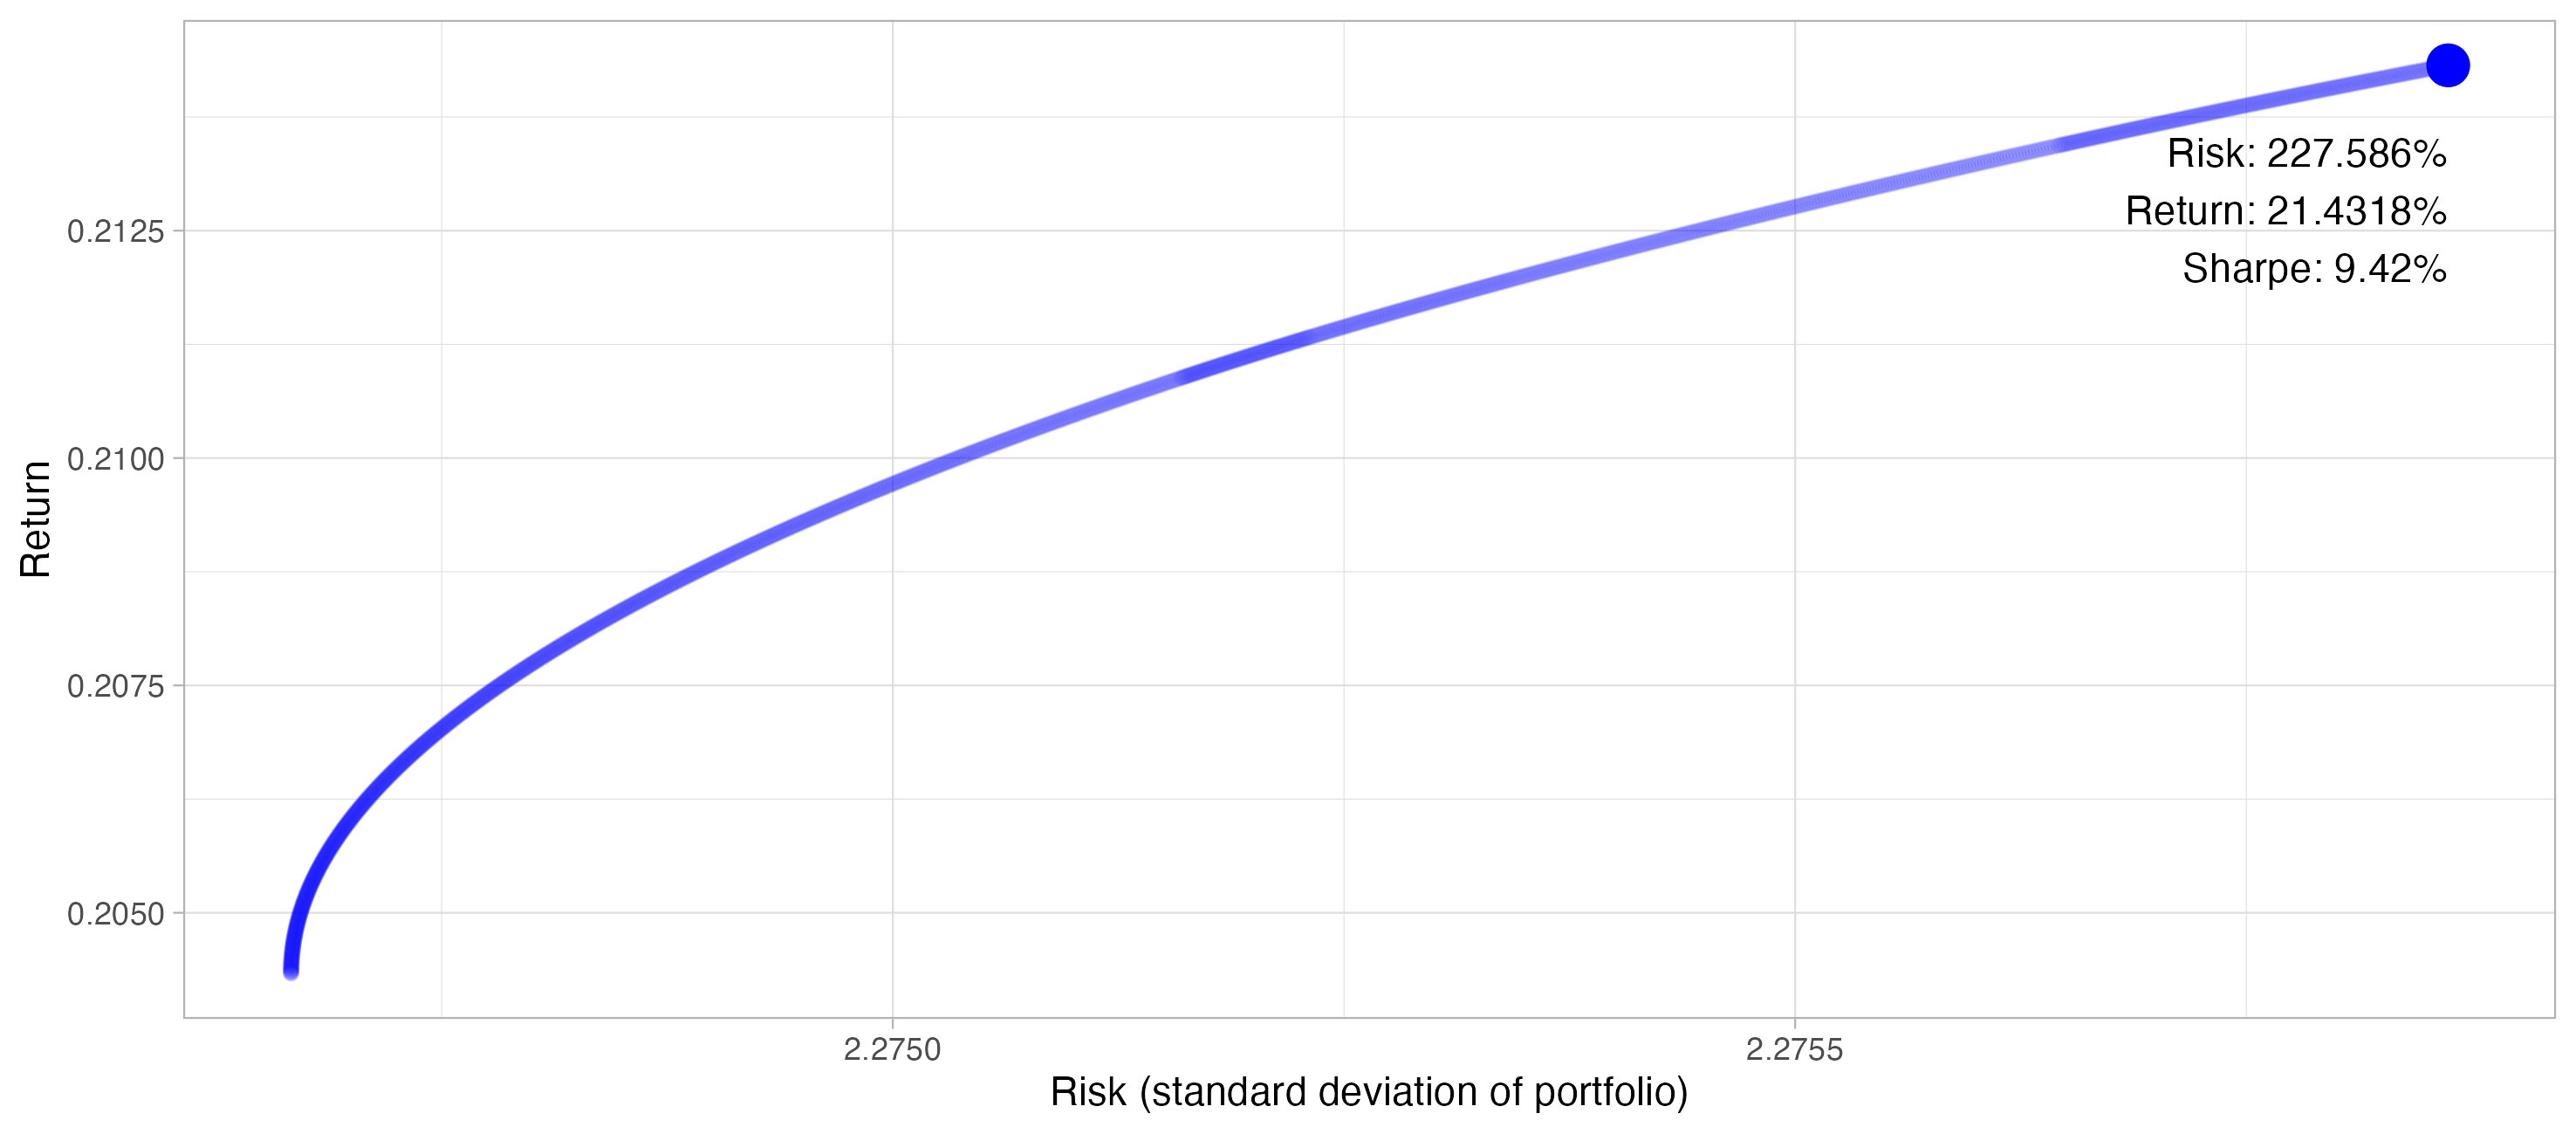 Risk: 227.586%
Return: 21.4318%
Sharpe: 9.42%
0.2125
0.2100
0.2075
0.2050
Return
2.2750
2.2755
Risk (standard deviation of portfolio)